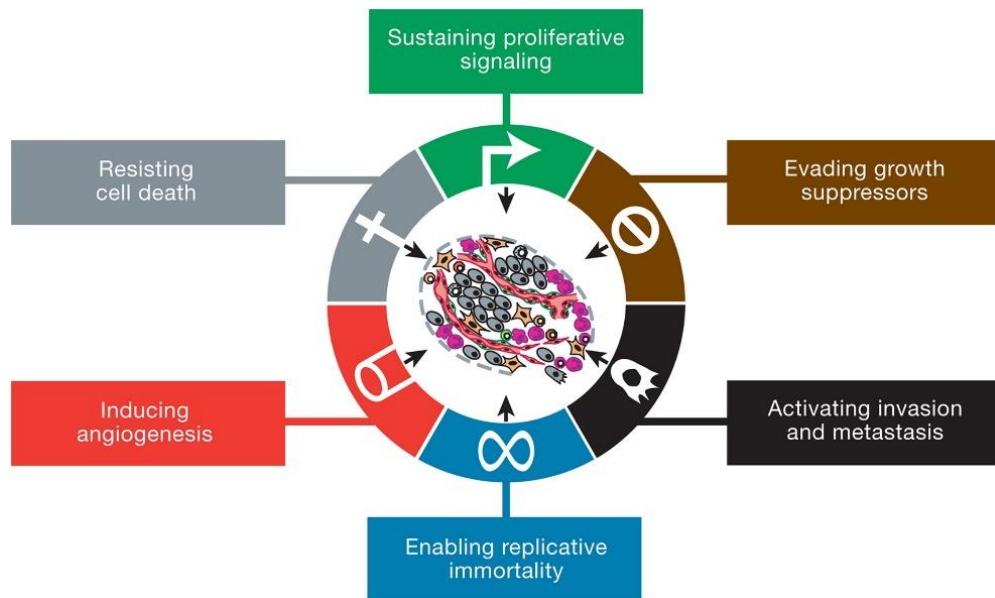 Sustaining proliferative
signaling
Resisting
cell death
Evading growth
suppressors
Inducing
angiogenesis
Activating invasion
and metastasis
Enabling replicative
immortality